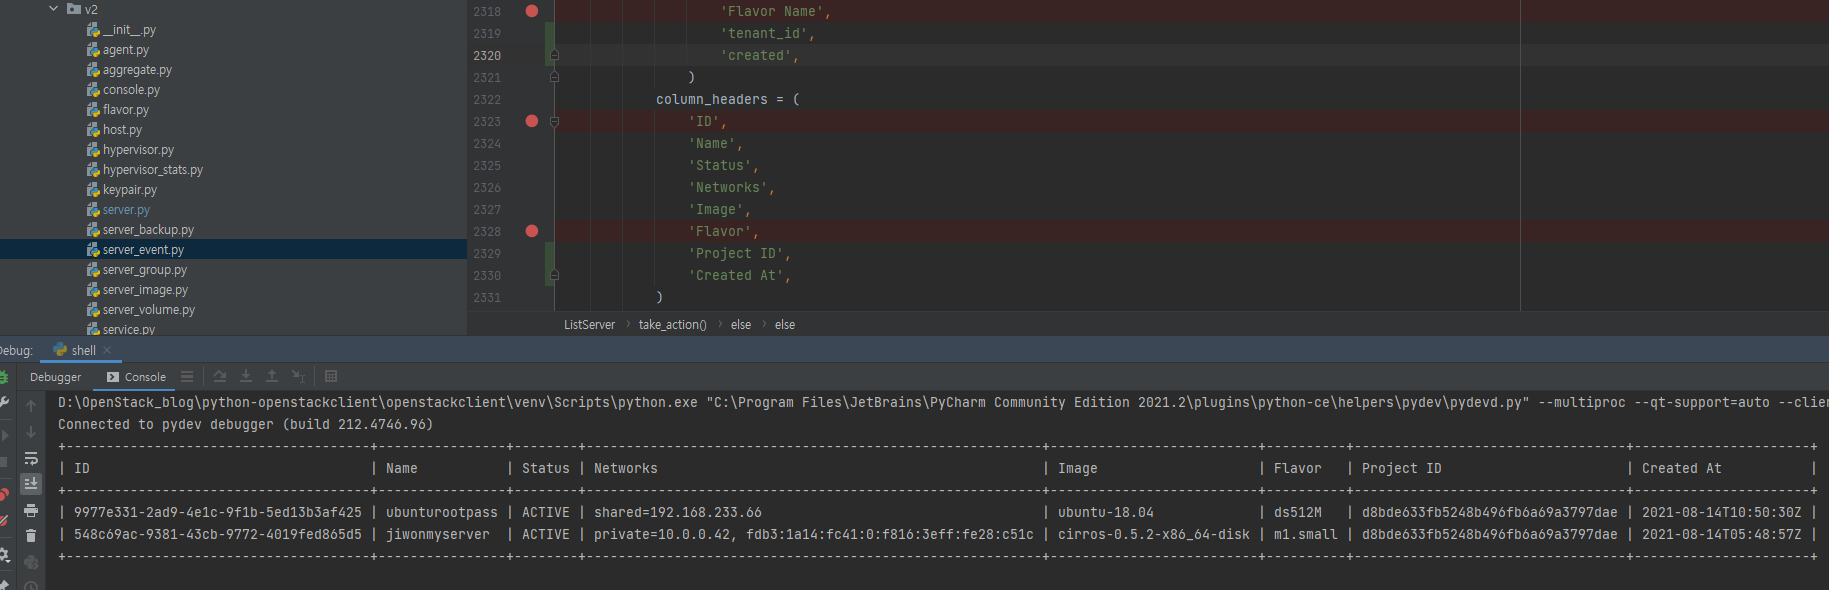 v2
__init__.py
agent.py
aggregate.py
console.py
flavor.py
host.py
hypervisor.py
hypervisor_stats.py
keypair.py
server.py
server_backup.py
server_event.py
server_group.py
server_image.py
server_volume.py
service.py
2318 'Flavor Name',
2319 'tenant_id',
2320 'created',
2321 )
2322 column_headers = (
2323 'ID',
2324 'Name',
2325 'Status',
2326 'Networks',
2327 'Image',
2328 'Flavor',
2329 'Project ID',
2330 'Created At',
2331 )
ListServer › take_action() › else › else
Debug: shell ×
Debugger Console
D:\OpenStack_blog\python-openstackclient\openstackclient\venv\Scripts\python.exe "C:\Program Files\JetBrains\PyCharm Community Edition 2021.2\plugins\python-ce\helpers\pydev\pydevd.py" --multiproc --qt-support=auto --clie
Connected to pydev debugger (build 212.4746.96)
+--------------------------------------+---------------+--------+---------------------------------------------------------+--------------------------+----------+----------------------------------+----------------------+
| ID | Name | Status | Networks | Image | Flavor | Project ID | Created At |
+--------------------------------------+---------------+--------+---------------------------------------------------------+--------------------------+----------+----------------------------------+----------------------+
| 9977e331-2ad9-4e1c-9f1b-5ed13b3af425 | ubunturootpass | ACTIVE | shared=192.168.233.66 | ubuntu-18.04 | ds512M | d8bde633fb5248b496fb6a69a3797dae | 2021-08-14T10:50:30Z |
| 548c69ac-9381-43cb-9772-4019fed865d5 | jiwonmyserver | ACTIVE | private=10.0.0.42, fdb3:1a14:fc41:0:f816:3eff:fe28:c51c | cirros-0.5.2-x86_64-disk | m1.small | d8bde633fb5248b496fb6a69a3797dae | 2021-08-14T05:48:57Z |
+--------------------------------------+---------------+--------+---------------------------------------------------------+--------------------------+----------+----------------------------------+----------------------+